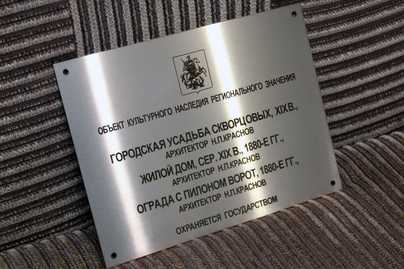 ОБЪЕКТ КУЛЬТУРНОГО НАСЛЕДИЯ РЕГИОНАЛЬНОГО ЗНАЧЕНИЯ
ГОРОДСКАЯ УСАДЬБА СКВОРЦОВЫХ, XIX В.,
АРХИТЕКТОР Н.П.КРАСНОВ
ЖИЛОЙ ДОМ, СЕР. XIX В., 1880-Е ГГ.,
АРХИТЕКТОР Н.П.КРАСНОВ
ОГРАДА С ПИЛОНОМ ВОРОТ, 1880-Е ГГ.,
АРХИТЕКТОР Н.П.КРАСНОВ
ОХРАНЯЕТСЯ ГОСУДАРСТВОМ